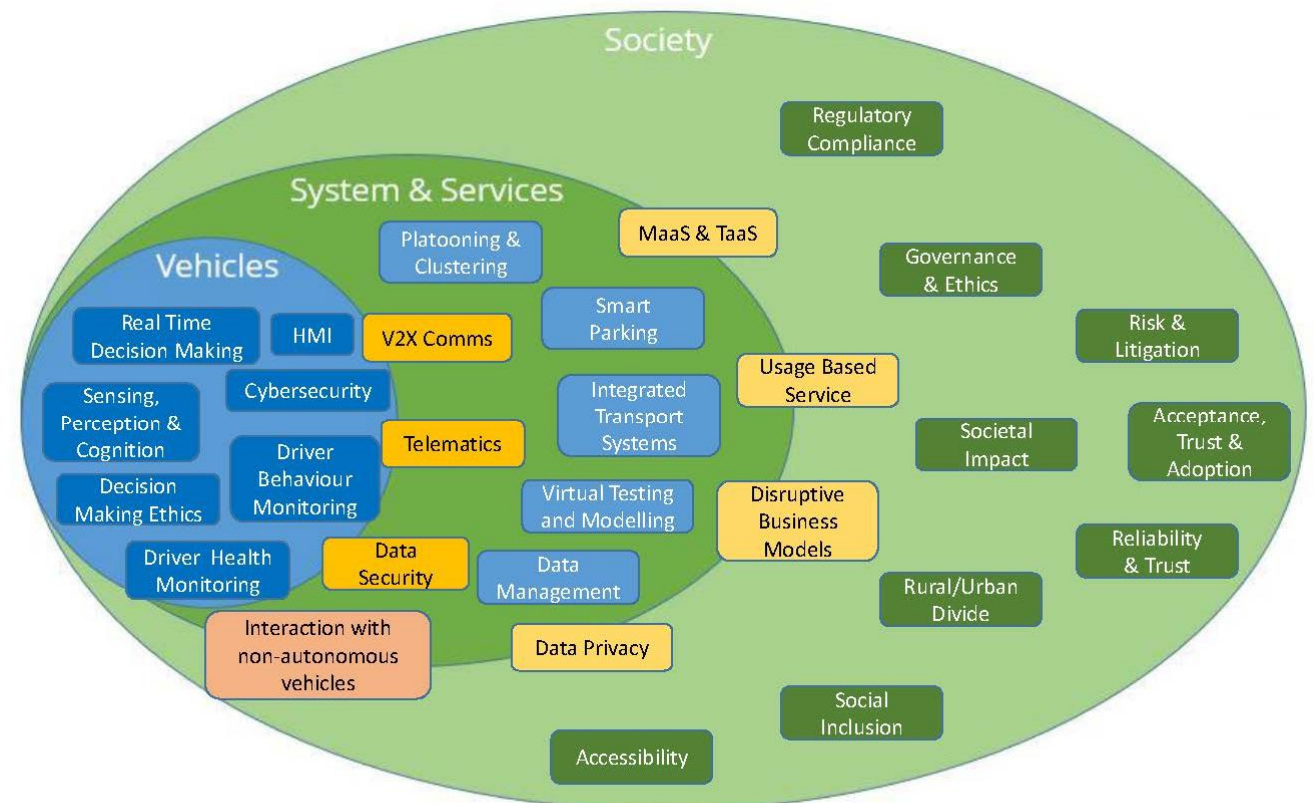 Society
Regulatory
Compliance
System & Services
MaaS & TaaS
Platooning &
Clustering
Governance
& Ethics
Vehicles
Smart
Parking
Real Time
Decision Making
HMI
V2X Comms
Risk &
Litigation
Usage Based
Service
Cybersecurity
Integrated
Transport
Systems
Sensing,
Perception &
Cognition
Telematics
Societal
Impact
Acceptance,
Trust &
Adoption
Driver
Behaviour
Monitoring
Decision
Making Ethics
Virtual Testing
and Modelling
Disruptive
Business
Models
Driver Health
Monitoring
Data
Security
Data
Management
Reliability
& Trust
Rural/Urban
Divide
Interaction with
non-autonomous
vehicles
Data Privacy
Social
Inclusion
Accessibility